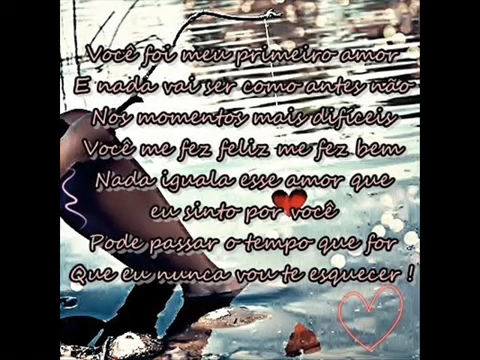 Você foi meu primeiro amor
E nada vai ser como antes não
Nos momentos mais difíceis
Você me fez feliz me fez bem
Nada iguala esse amor que
eu sinto por você
Pode passar o tempo que for
Que eu nunca vou te esquecer !